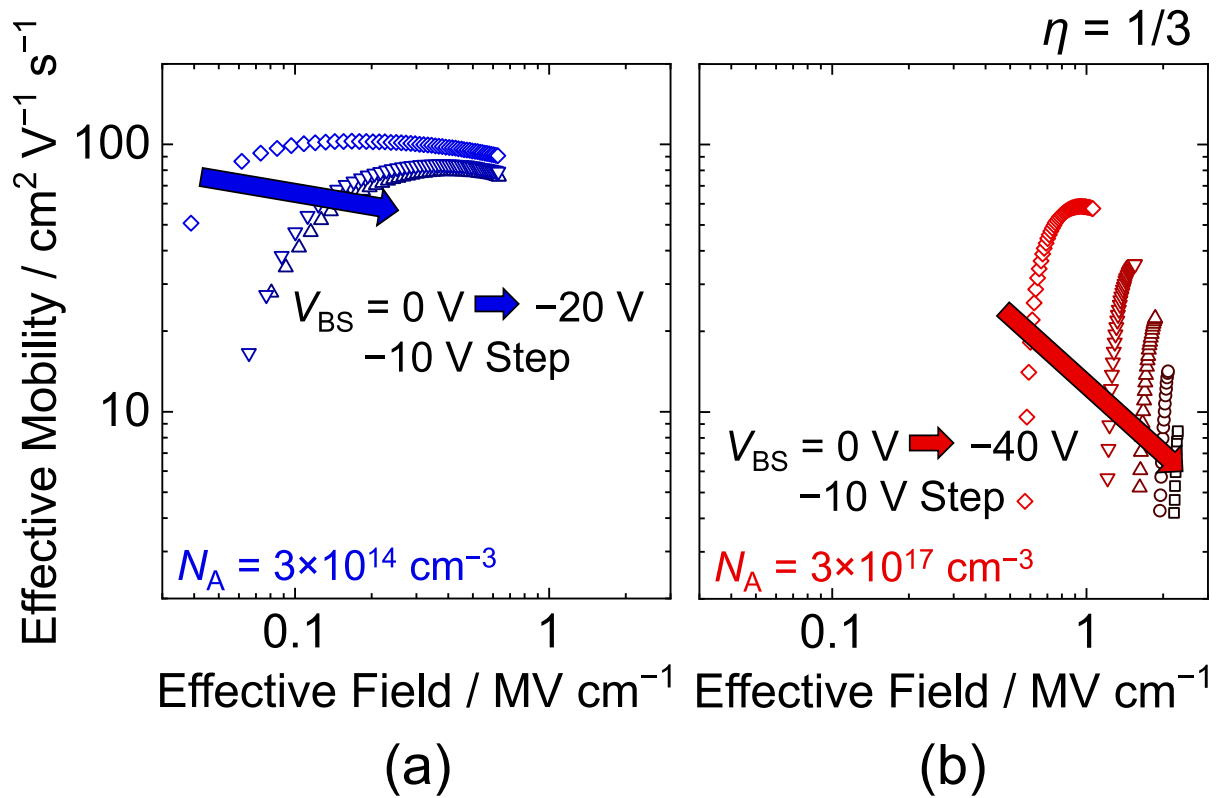 η = 1/3
Effective Mobility / cm² V⁻¹ s⁻¹
100
10
V_BS = 0 V → −20 V
−10 V Step
N_A = 3×10¹⁴ cm⁻³
0.1
1
Effective Field / MV cm⁻¹
(a)
V_BS = 0 V → −40 V
−10 V Step
N_A = 3×10¹⁷ cm⁻³
0.1
1
Effective Field / MV cm⁻¹
(b)